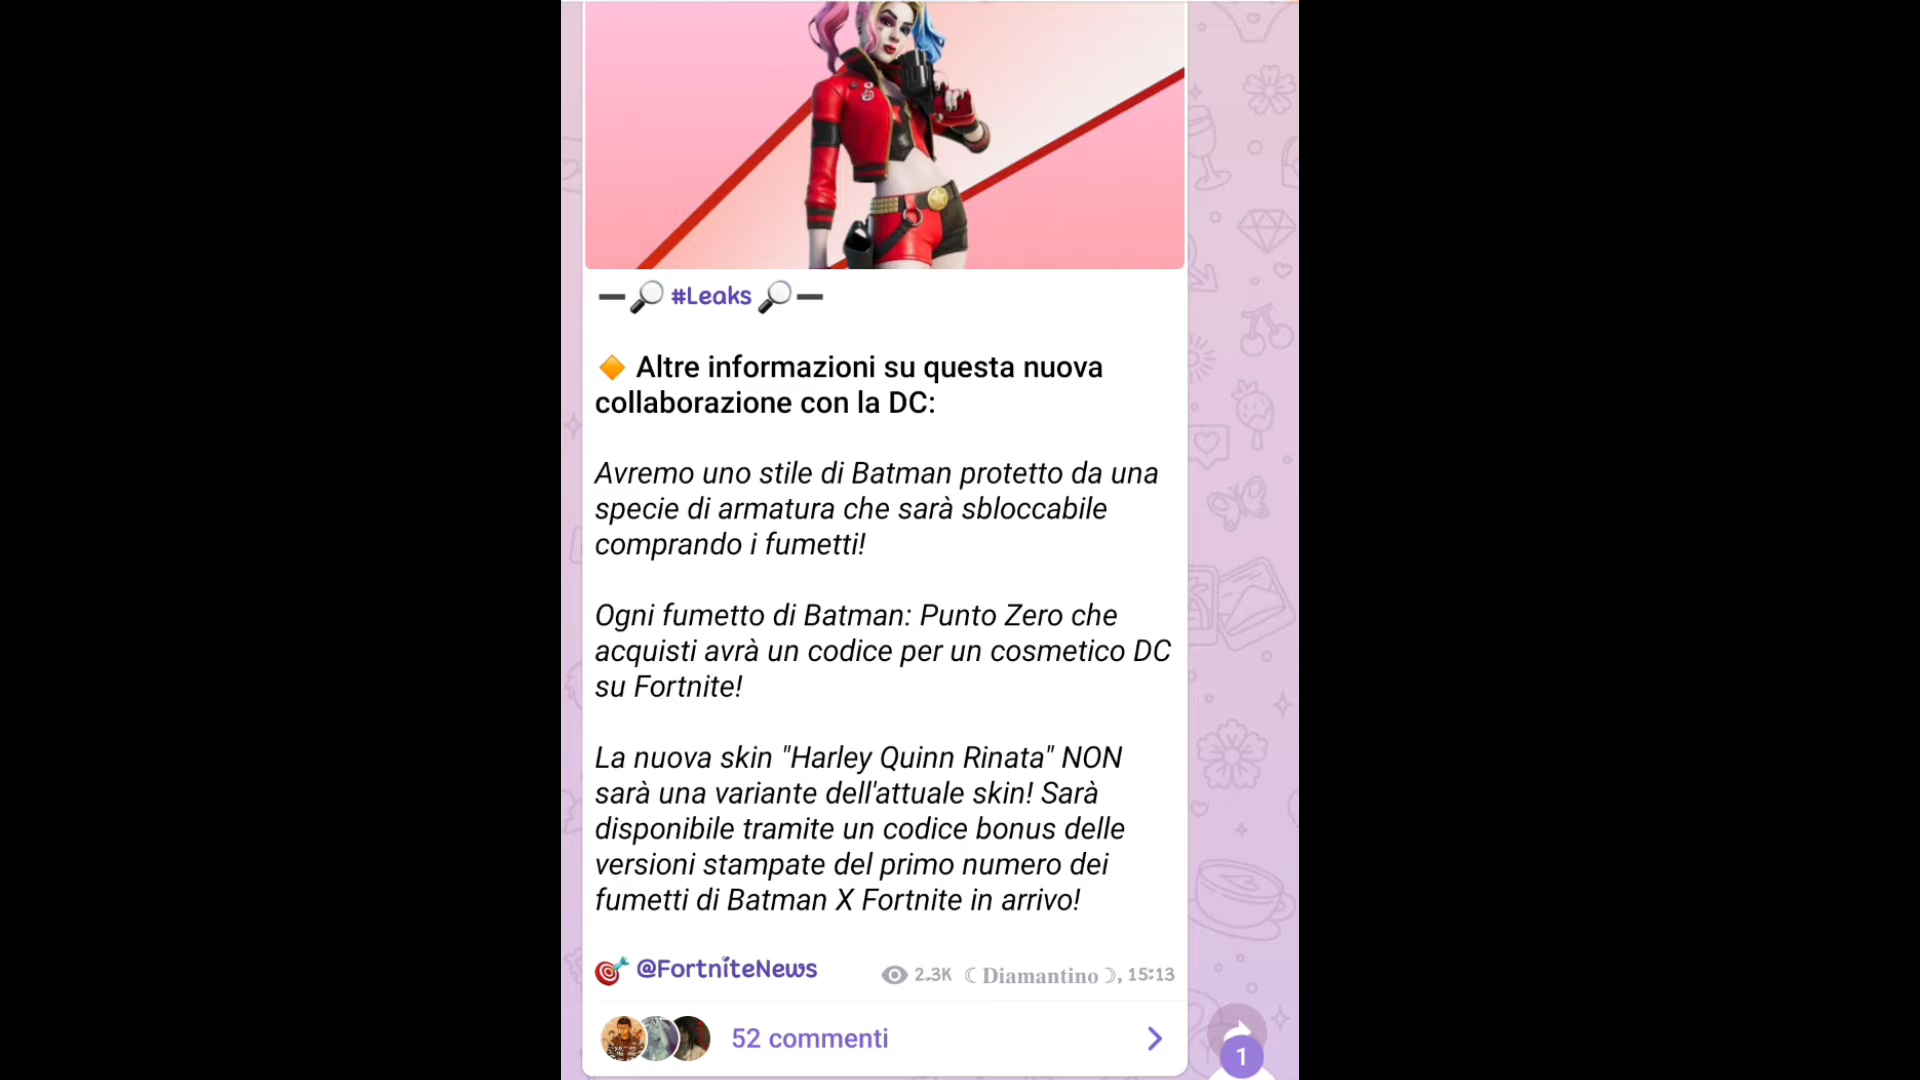 #Leaks
Altre informazioni su questa nuova
collaborazione con la DC:
Avremo uno stile di Batman protetto da una
specie di armatura che sarà sbloccabile
comprando i fumetti!
Ogni fumetto di Batman: Punto Zero che
acquisti avrà un codice per un cosmetico DC
su Fortnite!
La nuova skin "Harley Quinn Rinata" NON
sarà una variante dell'attuale skin! Sarà
disponibile tramite un codice bonus delle
versioni stampate del primo numero dei
fumetti di Batman X Fortnite in arrivo!
@FortniteNews 2.3K ☾Diamantino☽, 15:13
52 commenti
1